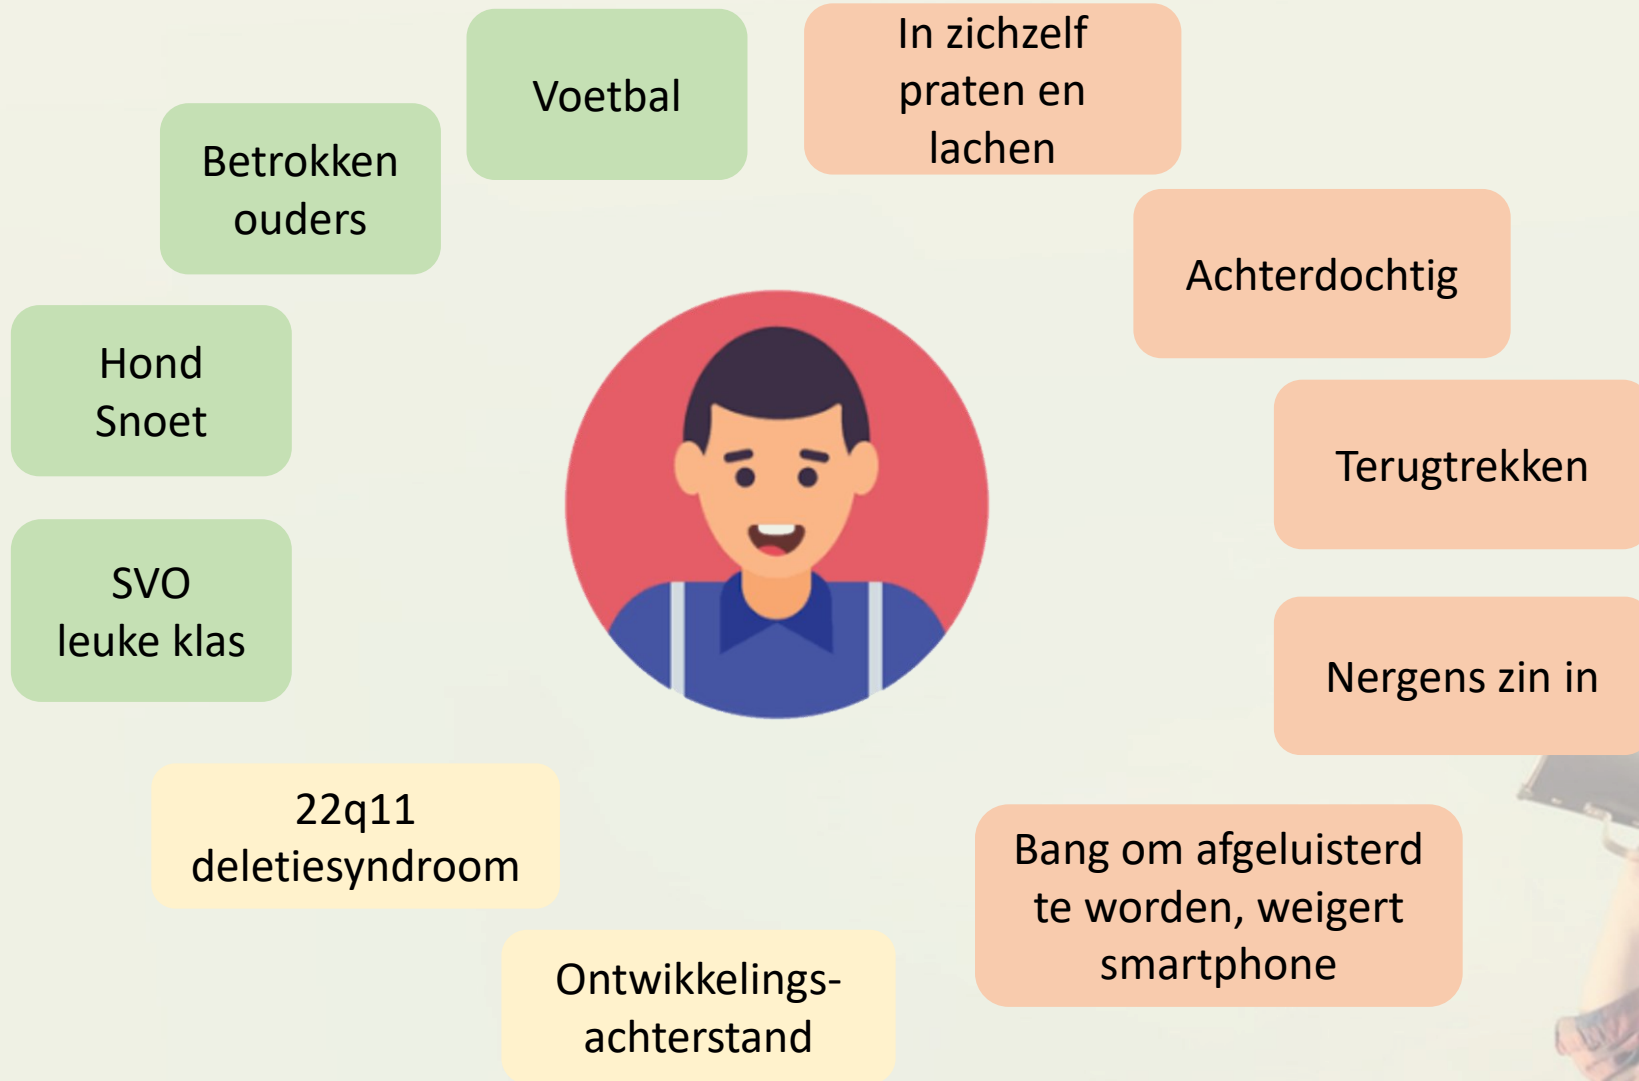 Voetbal
In zichzelf
praten en
lachen
Betrokken
ouders
Achterdochtig
Hond
Snoet
Terugtrekken
SVO
leuke klas
Nergens zin in
22q11
deletiesyndroom
Bang om afgeluisterd
te worden, weigert
smartphone
Ontwikkelings-
achterstand